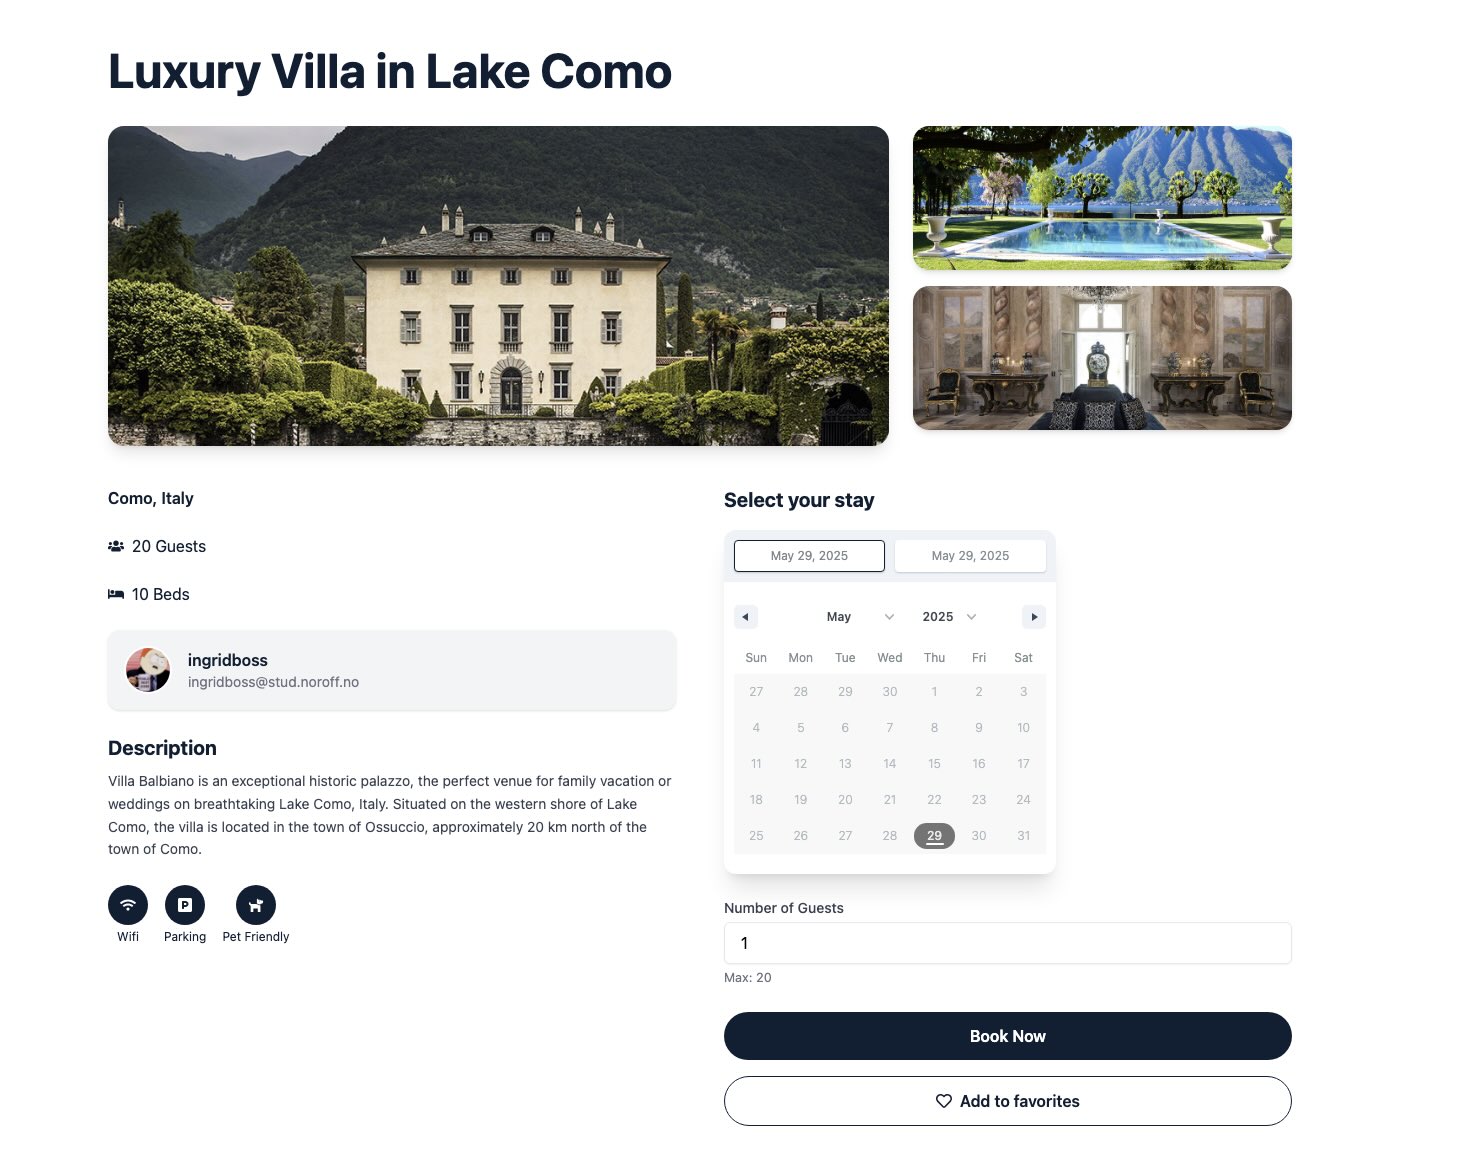 Luxury Villa in Lake Como
Como, Italy
20 Guests
10 Beds
ingridboss
ingridboss@stud.noroff.no
Description
Villa Balbiano is an exceptional historic palazzo, the perfect venue for family vacation or
weddings on breathtaking Lake Como, Italy. Situated on the western shore of Lake
Como, the villa is located in the town of Ossuccio, approximately 20 km north of the
town of Como.
Wifi Parking Pet Friendly
Select your stay
May 29, 2025 May 29, 2025
May 2025
Sun Mon Tue Wed Thu Fri Sat
27 28 29 30 1 2 3
4 5 6 7 8 9 10
11 12 13 14 15 16 17
18 19 20 21 22 23 24
25 26 27 28 29 30 31
Number of Guests
1
Max: 20
Book Now
Add to favorites